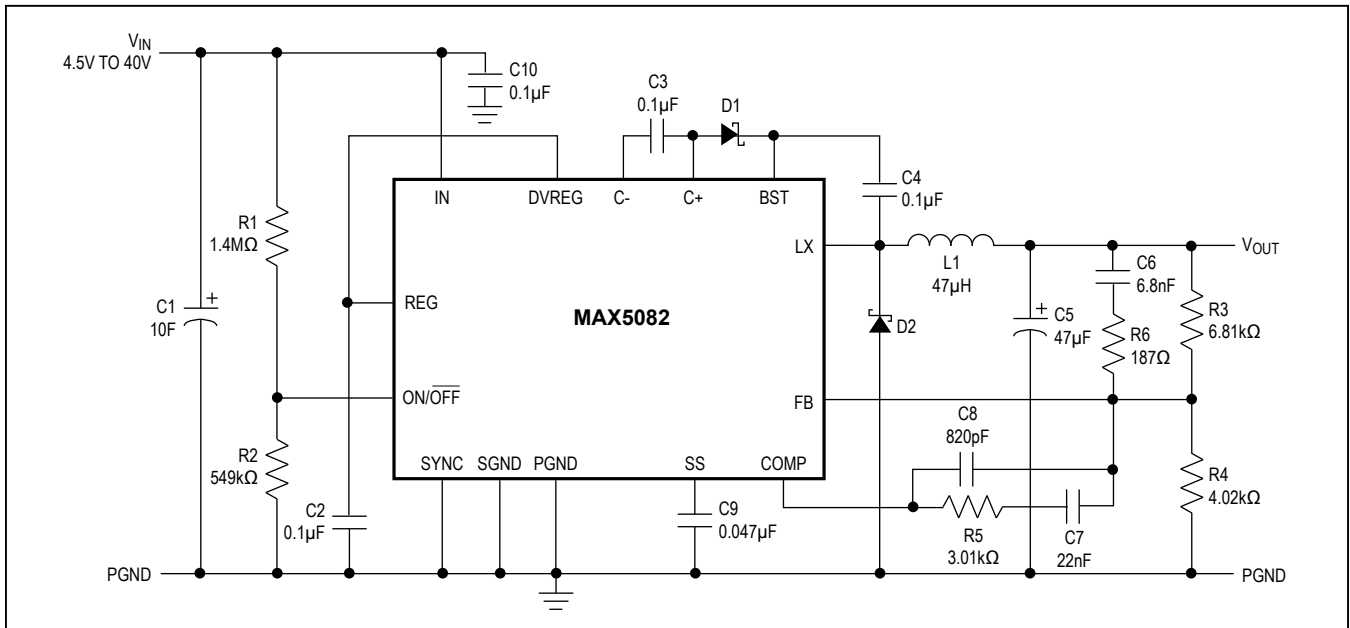 VIN
4.5V TO 40V
C10
0.1µF
C3
0.1µF
D1
IN
DVREG
C-
C+
BST
C4
0.1µF
R1
1.4MΩ
LX
L1
47µH
VOUT
C6
6.8nF
C1
10F
+
REG
MAX5082
D2
+
C5
47µF
R6
187Ω
R3
6.81kΩ
ON/OFF
FB
C8
820pF
R2
549kΩ
SYNC
SGND
PGND
SS
COMP
R4
4.02kΩ
C2
0.1µF
C9
0.047µF
R5
3.01kΩ
C7
22nF
PGND
PGND